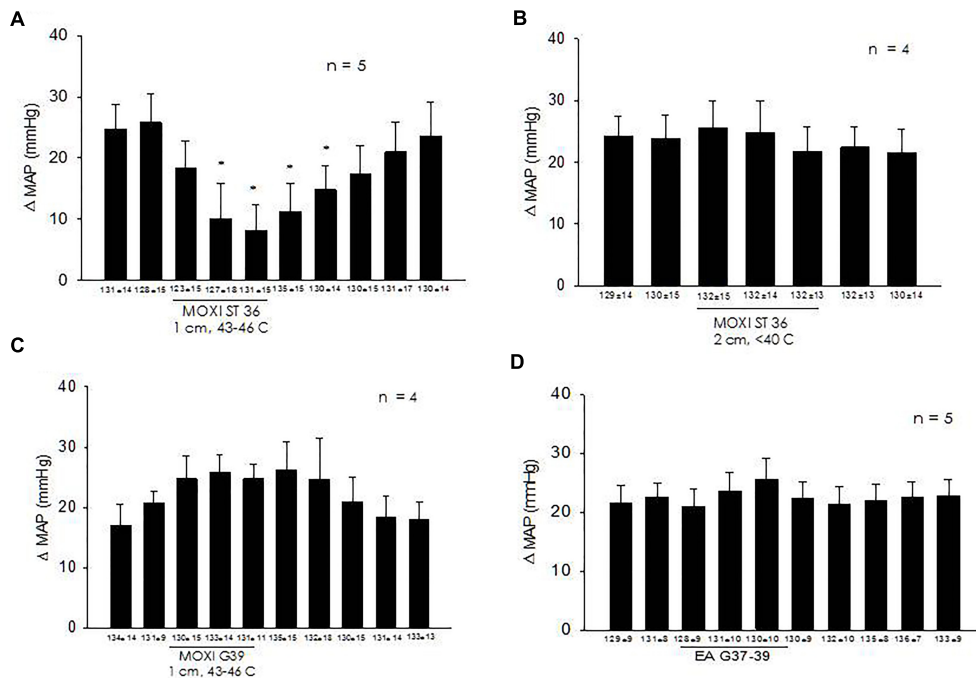 A
40
30
20
10
0
Δ MAP (mmHg)
n = 5
* * * *
131±14 128±15 123±15 127±18 131±15 135±15 130±14 130±15 131±17 130±14
MOXI ST 36
1 cm, 43-46 C
B
40
30
20
10
0
Δ MAP (mmHg)
n = 4
129±14 130±15 132±15 132±14 132±13 132±13 130±14
MOXI ST 36
2 cm, <40 C
C
40
30
20
10
0
Δ MAP (mmHg)
n = 4
134±14 131±9 130±15 133±14 131±11 135±15 132±18 130±15 131±14 133±13
MOXI G39
1 cm, 43-46 C
D
40
30
20
10
0
Δ MAP (mmHg)
n = 5
129±9 131±8 128±9 131±10 130±10 130±9 132±10 135±8 136±7 133±9
EA G37-39